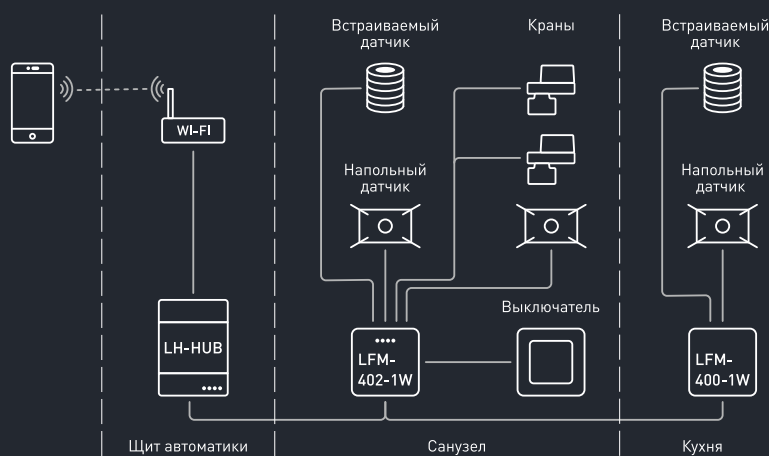 Встраиваемый
датчик
Краны
Встраиваемый
датчик
WI-FI
Напольный
датчик
Напольный
датчик
Выключатель
LH-HUB
LFM-
402-1W
LFM-
400-1W
Щит автоматики
Санузел
Кухня